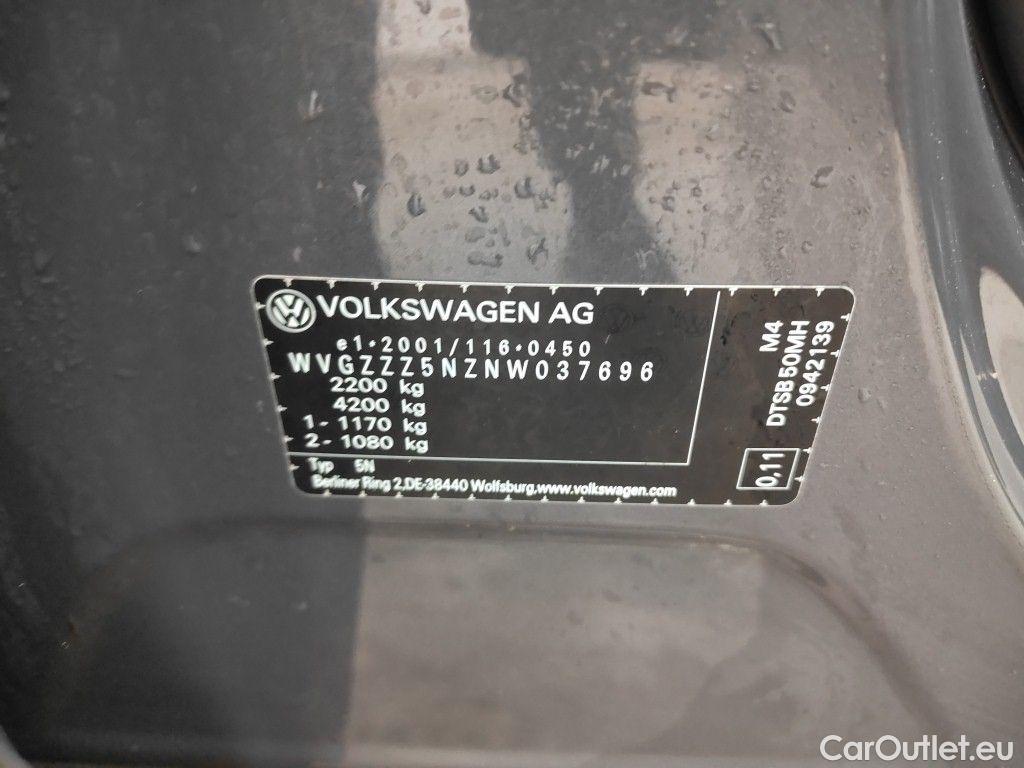 VOLKSWAGEN AG
e1*2001/116*0450
WVGZZZ5NZNW037696
2200 kg
4200 kg
1- 1170 kg
2- 1080 kg
Typ 5N
Berliner Ring 2,DE-38440 Wolfsburg,www.volkswagen.com
M4
DTSB50MH
0942139
0,11
CarOutlet.eu